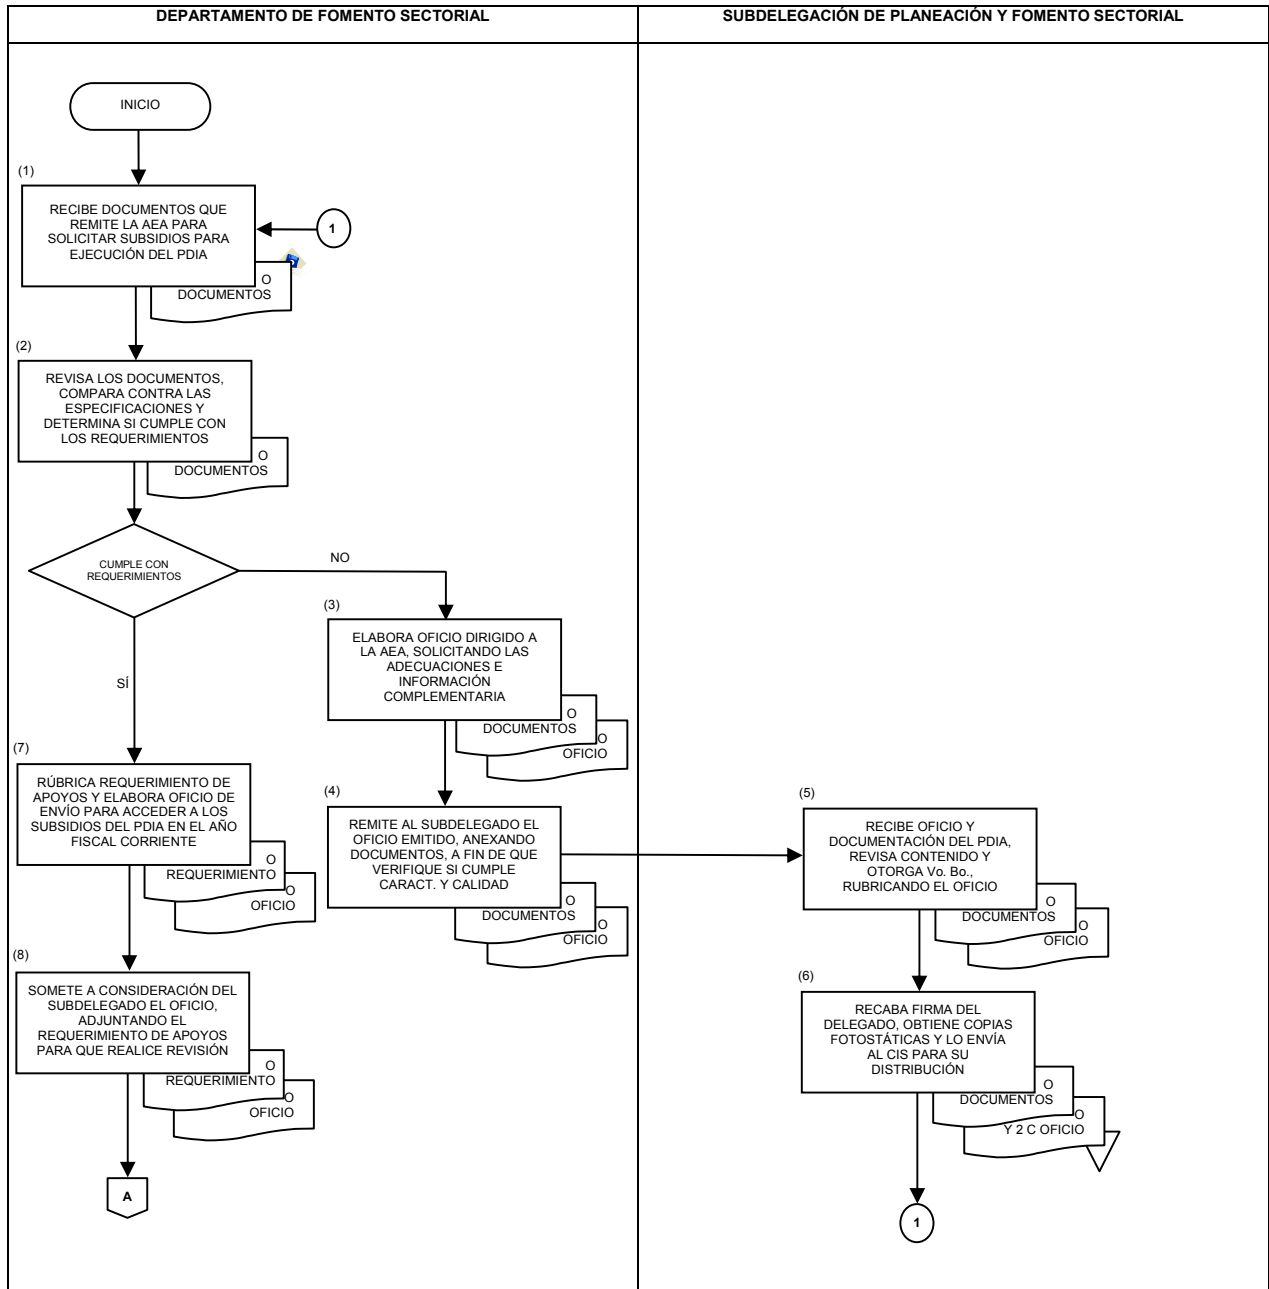 DEPARTAMENTO DE FOMENTO SECTORIAL
SUBDELEGACIÓN DE PLANEACIÓN Y FOMENTO SECTORIAL
INICIO
(1)
RECIBE DOCUMENTOS QUE
REMITE LA AEA PARA
SOLICITAR SUBSIDIOS PARA
EJECUCIÓN DEL PDIA
1
O
DOCUMENTOS
(2)
REVISA LOS DOCUMENTOS,
COMPARA CONTRA LAS
ESPECIFICACIONES Y
DETERMINA SI CUMPLE CON
LOS REQUERIMIENTOS
O
DOCUMENTOS
CUMPLE CON
REQUERIMIENTOS
NO
SÍ
(3)
ELABORA OFICIO DIRIGIDO A
LA AEA, SOLICITANDO LAS
ADECUACIONES E
INFORMACIÓN
COMPLEMENTARIA
O
DOCUMENTOS
O
OFICIO
(7)
RÚBRICA REQUERIMIENTO DE
APOYOS Y ELABORA OFICIO DE
ENVÍO PARA ACCEDER A LOS
SUBSIDIOS DEL PDIA EN EL AÑO
FISCAL CORRIENTE
O
REQUERIMIENTO
O
OFICIO
(4)
REMITE AL SUBDELEGADO EL
OFICIO EMITIDO, ANEXANDO
DOCUMENTOS, A FIN DE QUE
VERIFIQUE SI CUMPLE
CARACT. Y CALIDAD
O
DOCUMENTOS
O
OFICIO
(5)
RECIBE OFICIO Y
DOCUMENTACIÓN DEL PDIA,
REVISA CONTENIDO Y
OTORGA Vo. Bo.,
RUBRICANDO EL OFICIO
O
DOCUMENTOS
O
OFICIO
(8)
SOMETE A CONSIDERACIÓN DEL
SUBDELEGADO EL OFICIO,
ADJUNTANDO EL
REQUERIMIENTO DE APOYOS
PARA QUE REALICE REVISIÓN
O
REQUERIMIENTO
O
OFICIO
(6)
RECABA FIRMA DEL
DELEGADO, OBTIENE COPIAS
FOTOSTÁTICAS Y LO ENVÍA
AL CIS PARA SU
DISTRIBUCIÓN
O
DOCUMENTOS
O
Y 2 C OFICIO
A
1